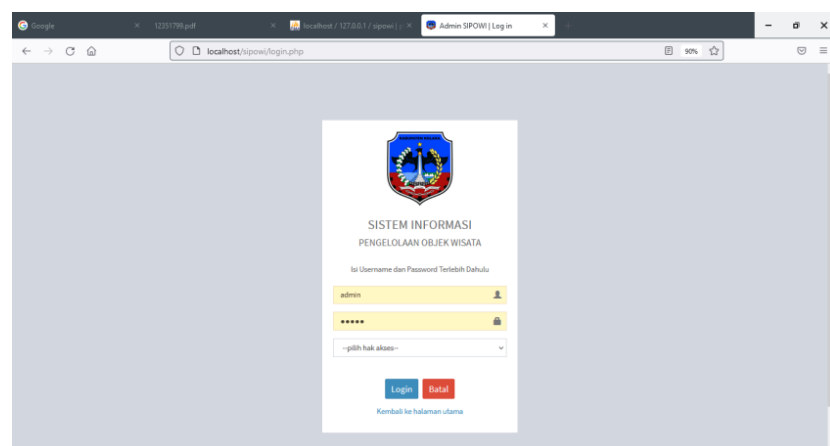 Google
12351799.pdf
localhost / 127.0.0.1 / sipowi | p
Admin SIPOWI | Log in
localhost/sipowi/login.php
90%
SISTEM INFORMASI
PENGELOLAAN OBJEK WISATA
Isi Username dan Password Terlebih Dahulu
admin
•••••
--pilih hak akses--
Login
Batal
Kembali ke halaman utama